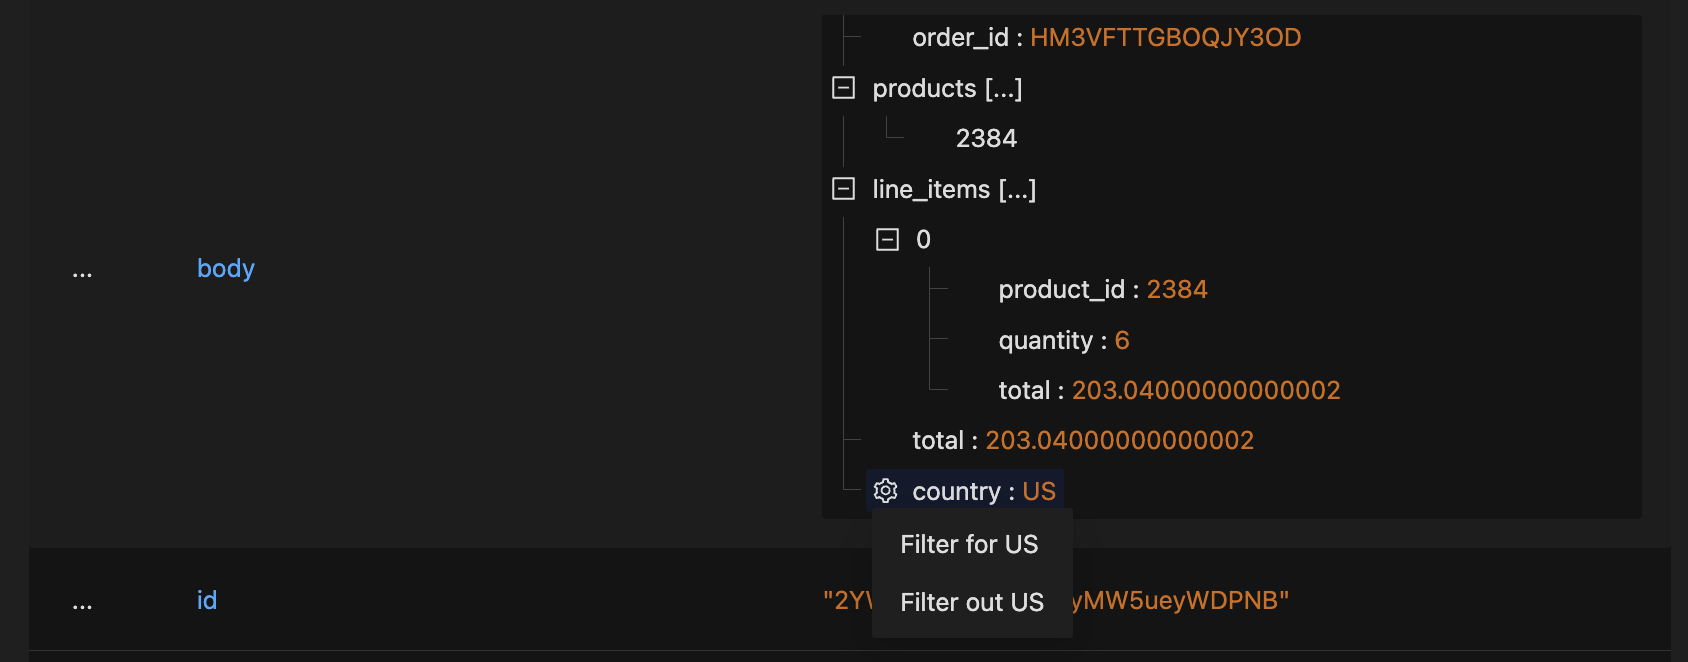 order_id : HM3VFTTGBOQJY3OD
products [...]
2384
line_items [...]
0
... body
product_id : 2384
quantity : 6
total : 203.04000000000002
total : 203.04000000000002
country : US
Filter for US
... id "2Y yMW5ueyWDPNB"
Filter out US